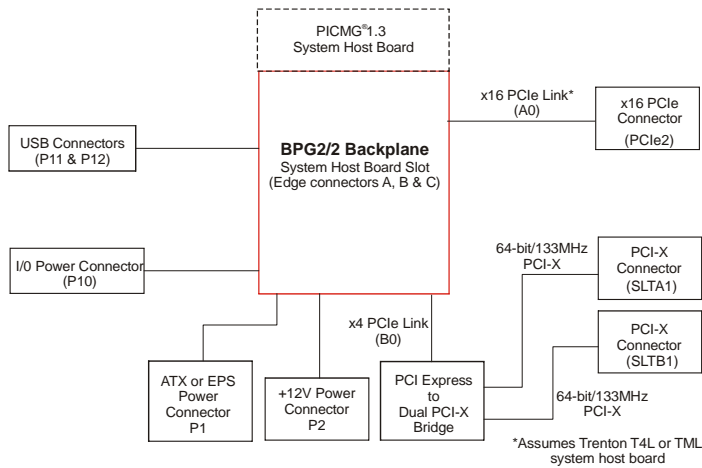 PICMG®1.3
System Host Board
x16 PCIe Link*
(A0)
x16 PCIe
Connector
(PCIe2)
USB Connectors
(P11 & P12)
BPG2/2 Backplane
System Host Board Slot
(Edge connectors A, B & C)
I/0 Power Connector
(P10)
64-bit/133MHz
PCI-X
PCI-X
Connector
(SLTA1)
x4 PCIe Link
(B0)
PCI-X
Connector
(SLTB1)
ATX or EPS
Power
Connector
P1
+12V Power
Connector
P2
PCI Express
to
Dual PCI-X
Bridge
64-bit/133MHz
PCI-X
*Assumes Trenton T4L or TML
system host board